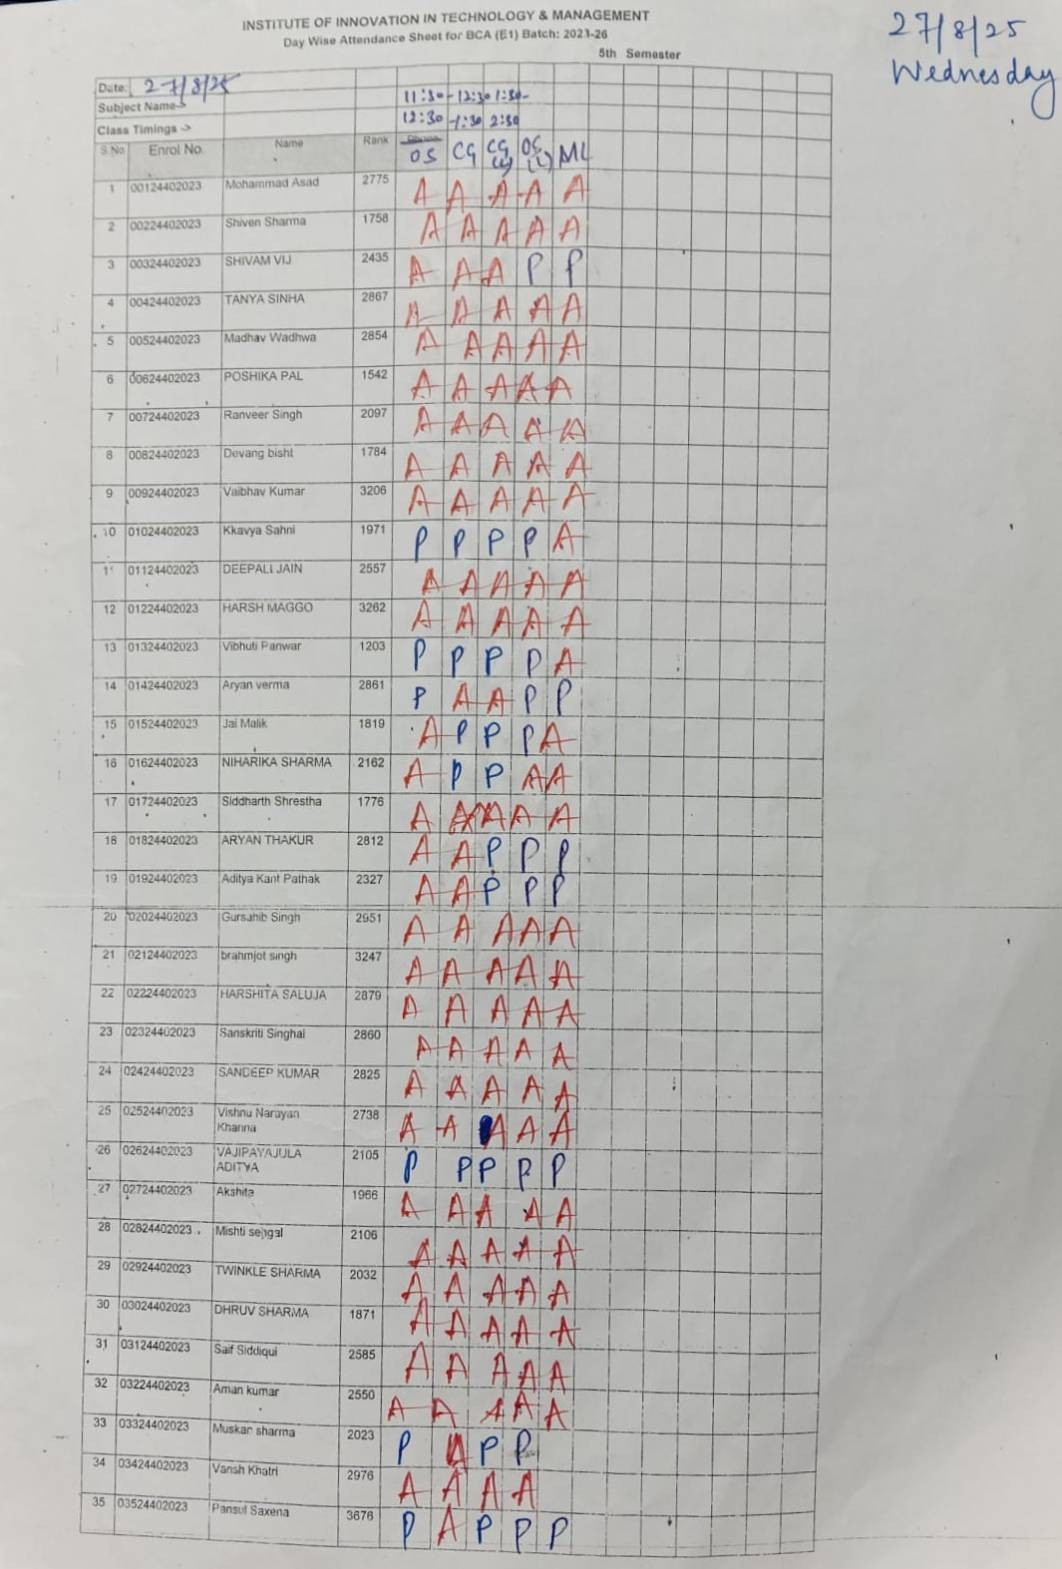 INSTITUTE OF INNOVATION IN TECHNOLOGY & MANAGEMENT
Day Wise Attendance Sheet for BCA (E1) Batch: 2023-26
5th Semester
27/8/25
Wednesday
Date: 27/8/25
Subject Name->
11:30- 12:30 1:30-
Class Timings -> 12:30 -1:30 2:30
S.No Enrol No. Name Rank OS CG CG OS (L) ML
1 00124402023 Mohammad Asad 2775 A A A A A
2 00224402023 Shiven Sharma 1758 A A A A A
3 00324402023 SHIVAM VIJ 2435 A A A P P
4 00424402023 TANYA SINHA 2867 A A A A A
5 00524402023 Madhav Wadhwa 2854 A A A A A
6 00624402023 POSHIKA PAL 1542 A A A A A
7 00724402023 Ranveer Singh 2097 A A A A A
8 00824402023 Devang bisht 1784 A A A A A
9 00924402023 Vaibhav Kumar 3206 A A A A A
10 01024402023 Kkavya Sahni 1971 P P P P A
11 01124402023 DEEPALI JAIN 2557 A A A A A
12 01224402023 HARSH MAGGO 3262 A A A A A
13 01324402023 Vibhuti Panwar 1203 P P P P A
14 01424402023 Aryan verma 2861 P A A P P
15 01524402023 Jai Malik 1819 A P P P A
16 01624402023 NIHARIKA SHARMA 2162 A P P A A
17 01724402023 Siddharth Shrestha 1776 A A A A A
18 01824402023 ARYAN THAKUR 2812 A A P P P
19 01924402023 Aditya Kant Pathak 2327 A A P P P
20 02024402023 Gursahib Singh 2951 A A A A A
21 02124402023 brahmjot singh 3247 A A A A A
22 02224402023 HARSHITA SALUJA 2879 A A A A A
23 02324402023 Sanskriti Singhal 2860 A A A A A
24 02424402023 SANDEEP KUMAR 2825 A A A A A
25 02524402023 Vishnu Narayan 2738 A A A A A
Khanna
26 02624402023 VAJIPAYAJULA 2105 P P P P P
ADITYA
27 02724402023 Akshita 1966 A A A A A
28 02824402023 Mishti sehgal 2106 A A A A A
29 02924402023 TWINKLE SHARMA 2032 A A A A A
30 03024402023 DHRUV SHARMA 1871 A A A A A
31 03124402023 Saif Siddiqui 2585 A A A A A
32 03224402023 Aman kumar 2550 A A A A A
33 03324402023 Muskan sharma 2023 P A P P
34 03424402023 Vansh Khatri 2976 A A A A
35 03524402023 Pansul Saxena 3676 P A P P P